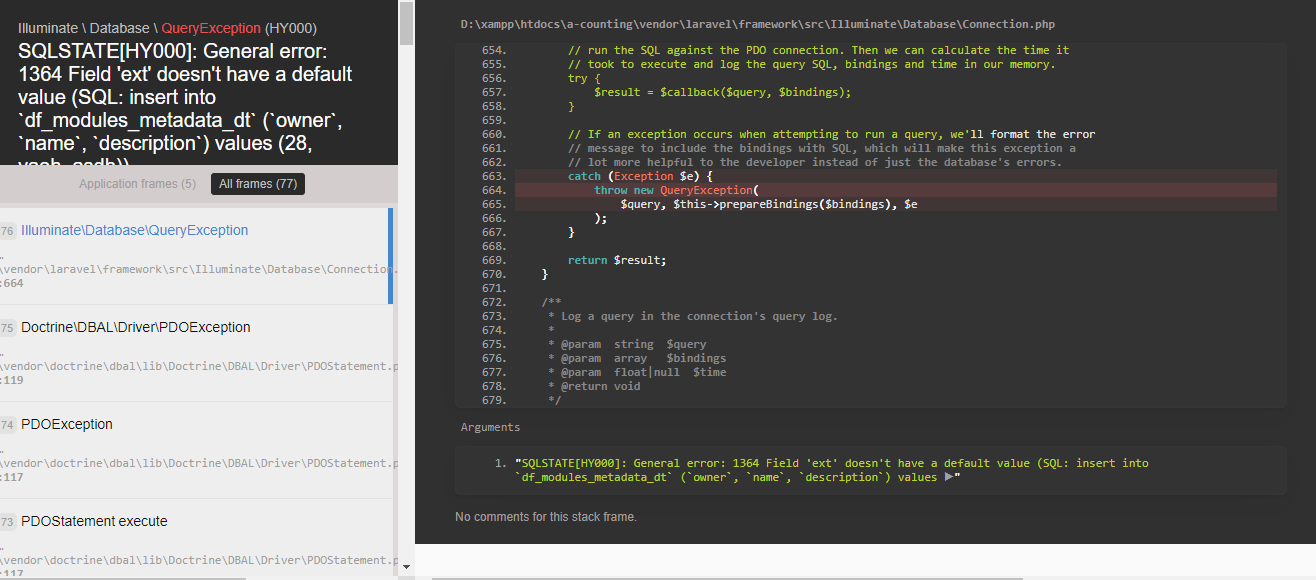 Illuminate \ Database \ QueryException (HY000)
SQLSTATE[HY000]: General error:
1364 Field 'ext' doesn't have a default
value (SQL: insert into
`df_modules_metadata_dt` (`owner`,
`name`, `description`) values (28,
Application frames (5) All frames (77)
76 Illuminate\Database\QueryException
…
\vendor\laravel\framework\src\Illuminate\Database\Connection.
:664
75 Doctrine\DBAL\Driver\PDOException
…
\vendor\doctrine\dbal\lib\Doctrine\DBAL\Driver\PDOStatement.p
:119
74 PDOException
…
\vendor\doctrine\dbal\lib\Doctrine\DBAL\Driver\PDOStatement.p
:117
73 PDOStatement execute
…
\vendor\doctrine\dbal\lib\Doctrine\DBAL\Driver\PDOStatement.p
:117
D:\xampp\htdocs\a-counting\vendor\laravel\framework\src\Illuminate\Database\Connection.php
654. // run the SQL against the PDO connection. Then we can calculate the time it
655. // took to execute and log the query SQL, bindings and time in our memory.
656. try {
657. $result = $callback($query, $bindings);
658. }
659.
660. // If an exception occurs when attempting to run a query, we'll format the error
661. // message to include the bindings with SQL, which will make this exception a
662. // lot more helpful to the developer instead of just the database's errors.
663. catch (Exception $e) {
664. throw new QueryException(
665. $query, $this->prepareBindings($bindings), $e
666. );
667. }
668.
669. return $result;
670. }
671.
672. /**
673. * Log a query in the connection's query log.
674. *
675. * @param string $query
676. * @param array $bindings
677. * @param float|null $time
678. * @return void
679. */
Arguments
1. "SQLSTATE[HY000]: General error: 1364 Field 'ext' doesn't have a default value (SQL: insert into
`df_modules_metadata_dt` (`owner`, `name`, `description`) values ▶"
No comments for this stack frame.